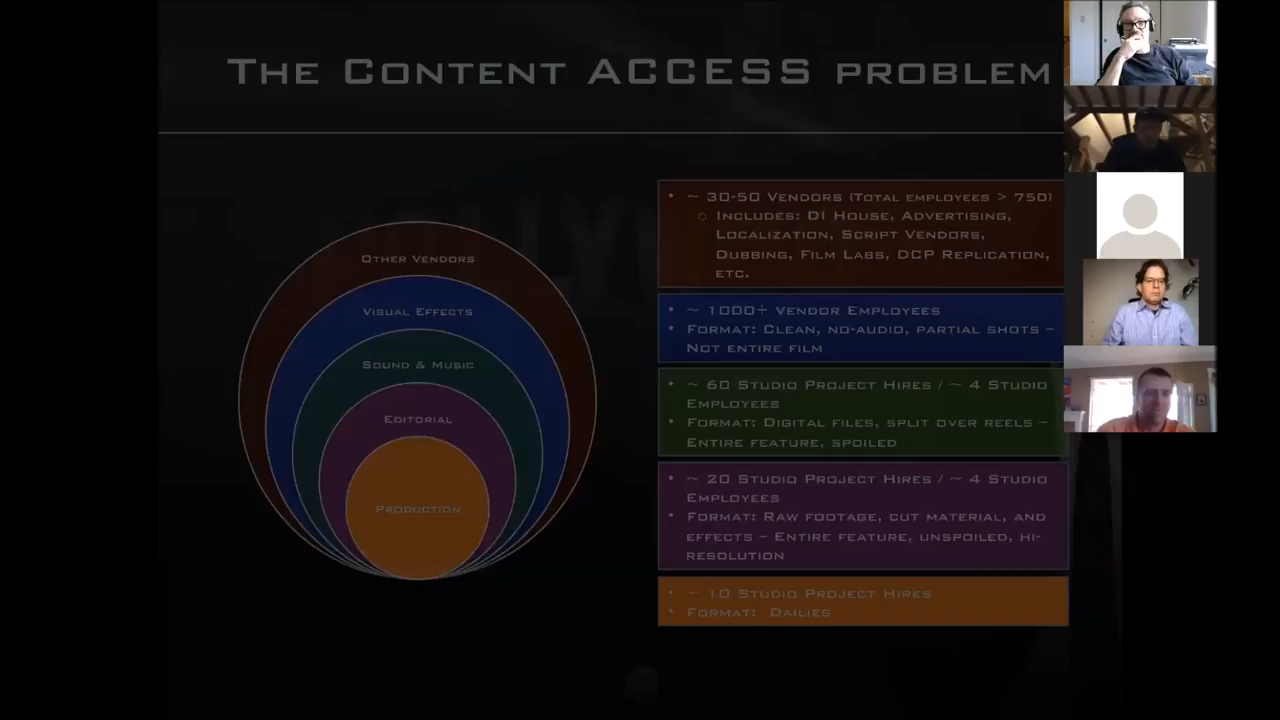 The Content ACCESS problem
Other Vendors
Visual Effects
Sound & Music
Editorial
Production
• ~ 30-50 Vendors (Total employees > 750)
○ Includes: DI House, Advertising,
Localization, Script Vendors,
Dubbing, Film Labs, DCP Replication,
etc.
• ~ 1000+ Vendor Employees
• Format: Clean, no-audio, partial shots –
Not entire film
• ~ 60 Studio Project Hires / ~ 4 Studio
Employees
• Format: Digital files, split over reels –
Entire feature, spoiled
• ~ 20 Studio Project Hires / ~ 4 Studio
Employees
• Format: Raw footage, cut material, and
effects – Entire feature, unspoiled, hi-
resolution
• ~ 10 Studio Project Hires
• Format: Dailies